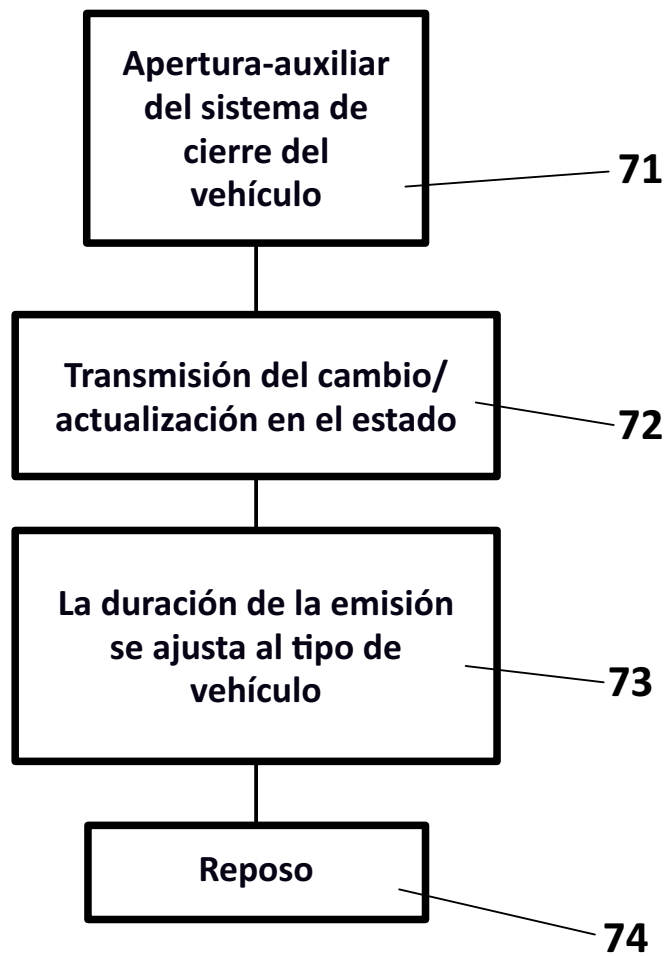 Apertura-auxiliar
del sistema de
cierre del
vehículo
71
Transmisión del cambio/
actualización en el estado
72
La duración de la emisión
se ajusta al tipo de
vehículo
73
Reposo
74